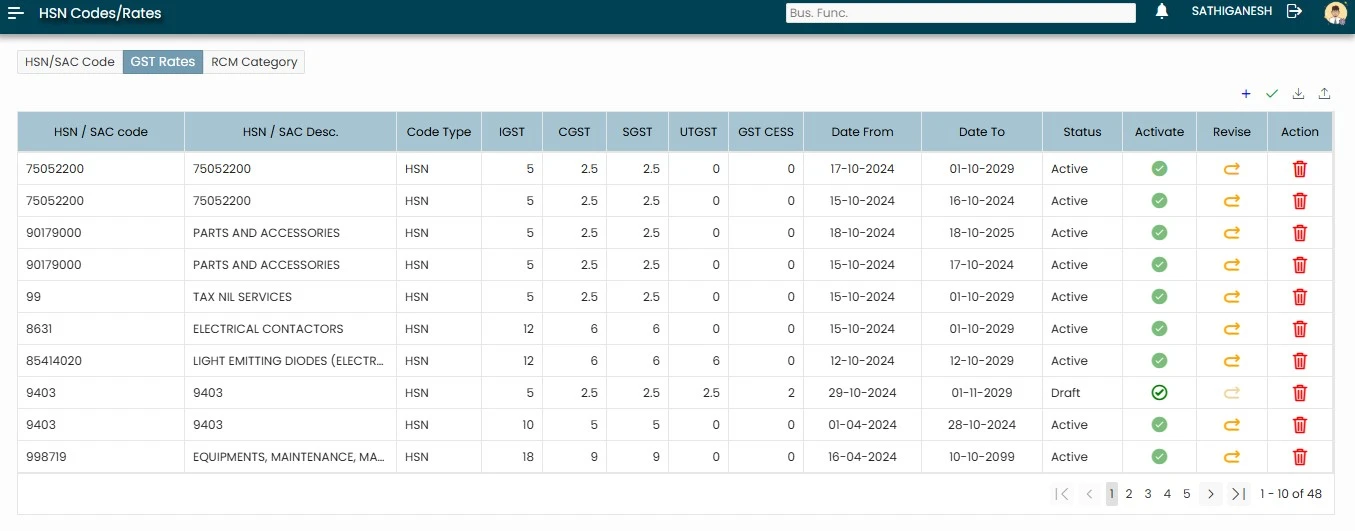 HSN Codes/Rates Bus. Func. SATHIGANESH
HSN/SAC Code GST Rates RCM Category
HSN / SAC code HSN / SAC Desc. Code Type IGST CGST SGST UTGST GST CESS Date From Date To Status Activate Revise Action
75052200 75052200 HSN 5 2.5 2.5 0 0 17-10-2024 01-10-2029 Active
75052200 75052200 HSN 5 2.5 2.5 0 0 15-10-2024 16-10-2024 Active
90179000 PARTS AND ACCESSORIES HSN 5 2.5 2.5 0 0 18-10-2024 18-10-2025 Active
90179000 PARTS AND ACCESSORIES HSN 5 2.5 2.5 0 0 15-10-2024 17-10-2024 Active
99 TAX NIL SERVICES HSN 5 2.5 2.5 0 0 15-10-2024 01-10-2029 Active
8631 ELECTRICAL CONTACTORS HSN 12 6 6 0 0 15-10-2024 01-10-2029 Active
85414020 LIGHT EMITTING DIODES (ELECTR... HSN 12 6 6 6 0 12-10-2024 12-10-2029 Active
9403 9403 HSN 5 2.5 2.5 2.5 2 29-10-2024 01-11-2029 Draft
9403 9403 HSN 10 5 5 0 0 01-04-2024 28-10-2024 Active
998719 EQUIPMENTS, MAINTENANCE, MA... HSN 18 9 9 0 0 16-04-2024 10-10-2099 Active
1 2 3 4 5 1 - 10 of 48